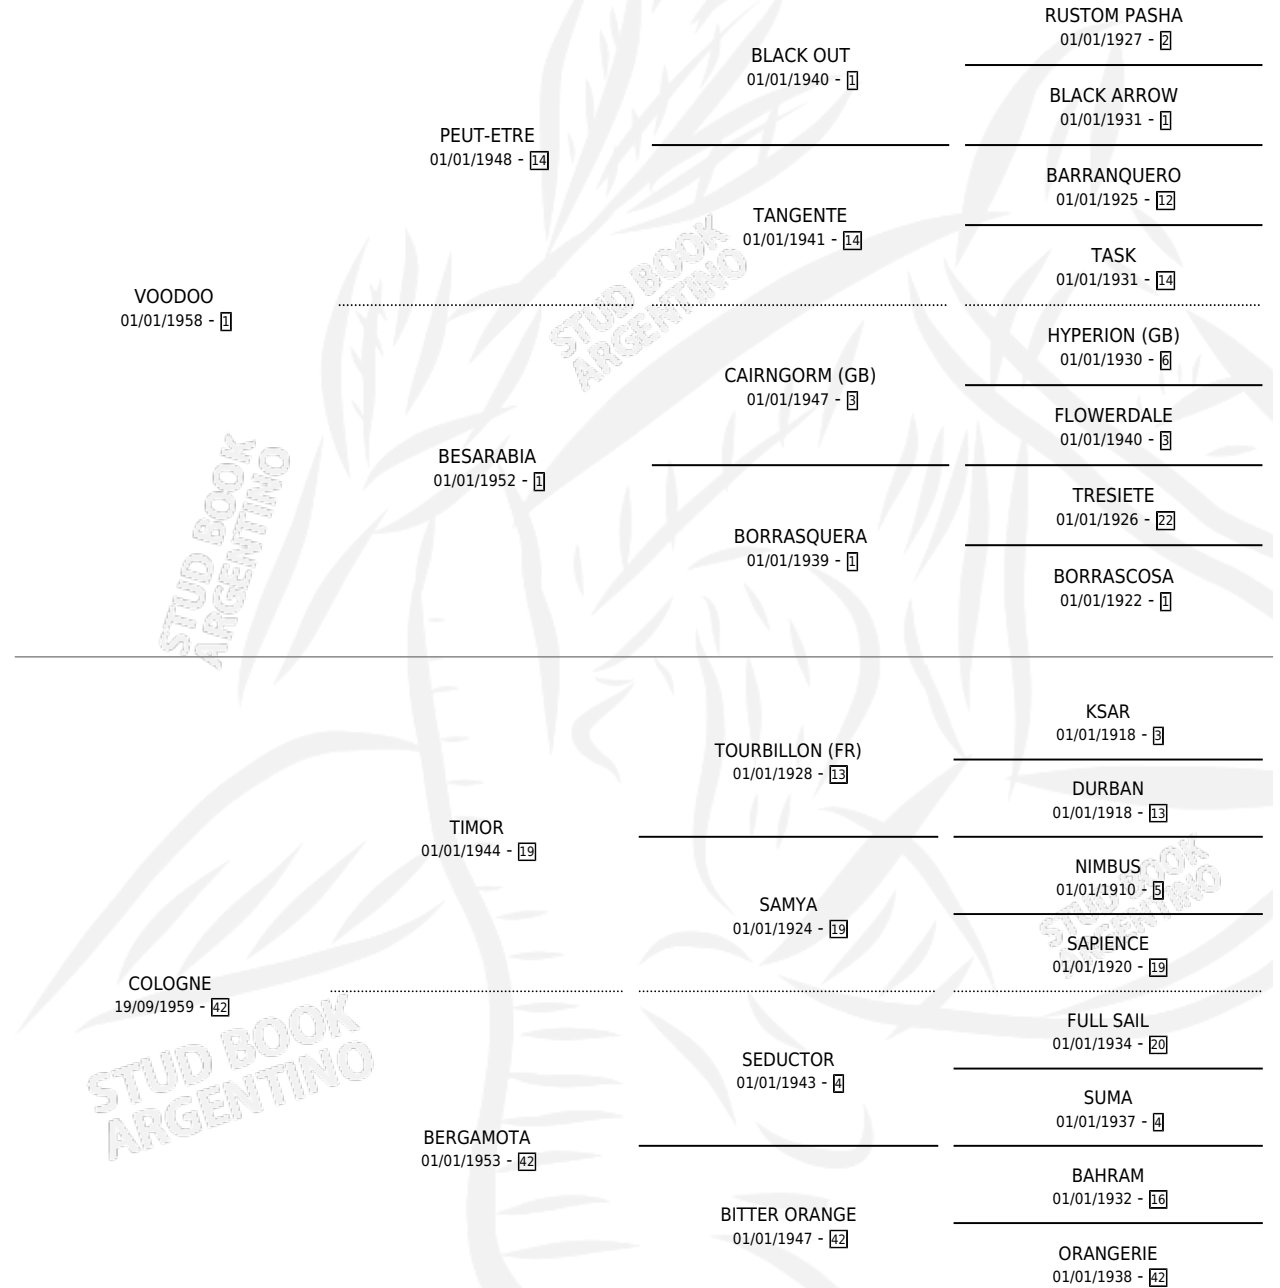 RUSTOM PASHA
01/01/1927 - 2
BLACK OUT
01/01/1940 - 1
BLACK ARROW
01/01/1931 - 1
PEUT-ETRE
01/01/1948 - 14
BARRANQUERO
01/01/1925 - 12
TANGENTE
01/01/1941 - 14
TASK
01/01/1931 - 14
VOODOO
01/01/1958 - 1
HYPERION (GB)
01/01/1930 - 6
CAIRNGORM (GB)
01/01/1947 - 3
FLOWERDALE
01/01/1940 - 3
BESARABIA
01/01/1952 - 1
TRESIETE
01/01/1926 - 22
BORRASQUERA
01/01/1939 - 1
BORRASCOSA
01/01/1922 - 1
KSAR
01/01/1918 - 3
TOURBILLON (FR)
01/01/1928 - 13
DURBAN
01/01/1918 - 13
TIMOR
01/01/1944 - 19
NIMBUS
01/01/1910 - 5
SAMYA
01/01/1924 - 19
SAPIENCE
01/01/1920 - 19
COLOGNE
19/09/1959 - 42
FULL SAIL
01/01/1934 - 20
SEDUCTOR
01/01/1943 - 4
SUMA
01/01/1937 - 4
BERGAMOTA
01/01/1953 - 42
BAHRAM
01/01/1932 - 16
BITTER ORANGE
01/01/1947 - 42
ORANGERIE
01/01/1938 - 42
STUD BOOK
ARGENTINO
STUD BOOK
ARGENTINO
STUD BOOK
ARGENTINO
STUD BOOK
ARGENTINO